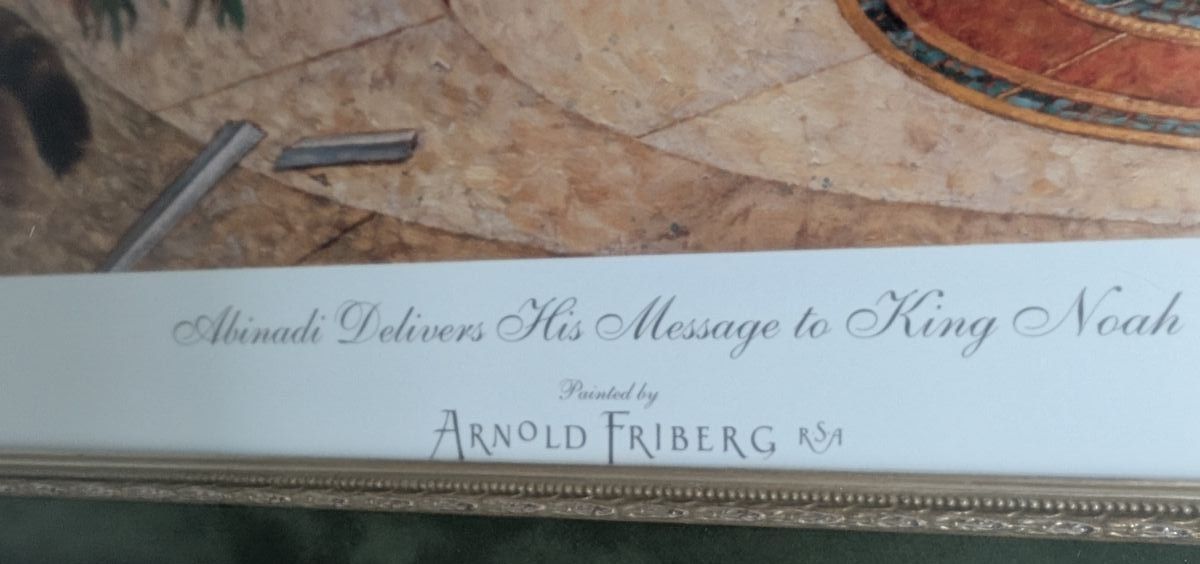 Abinadi Delivers His Message to King Noah
Painted by
ARNOLD FRIBERG RSA